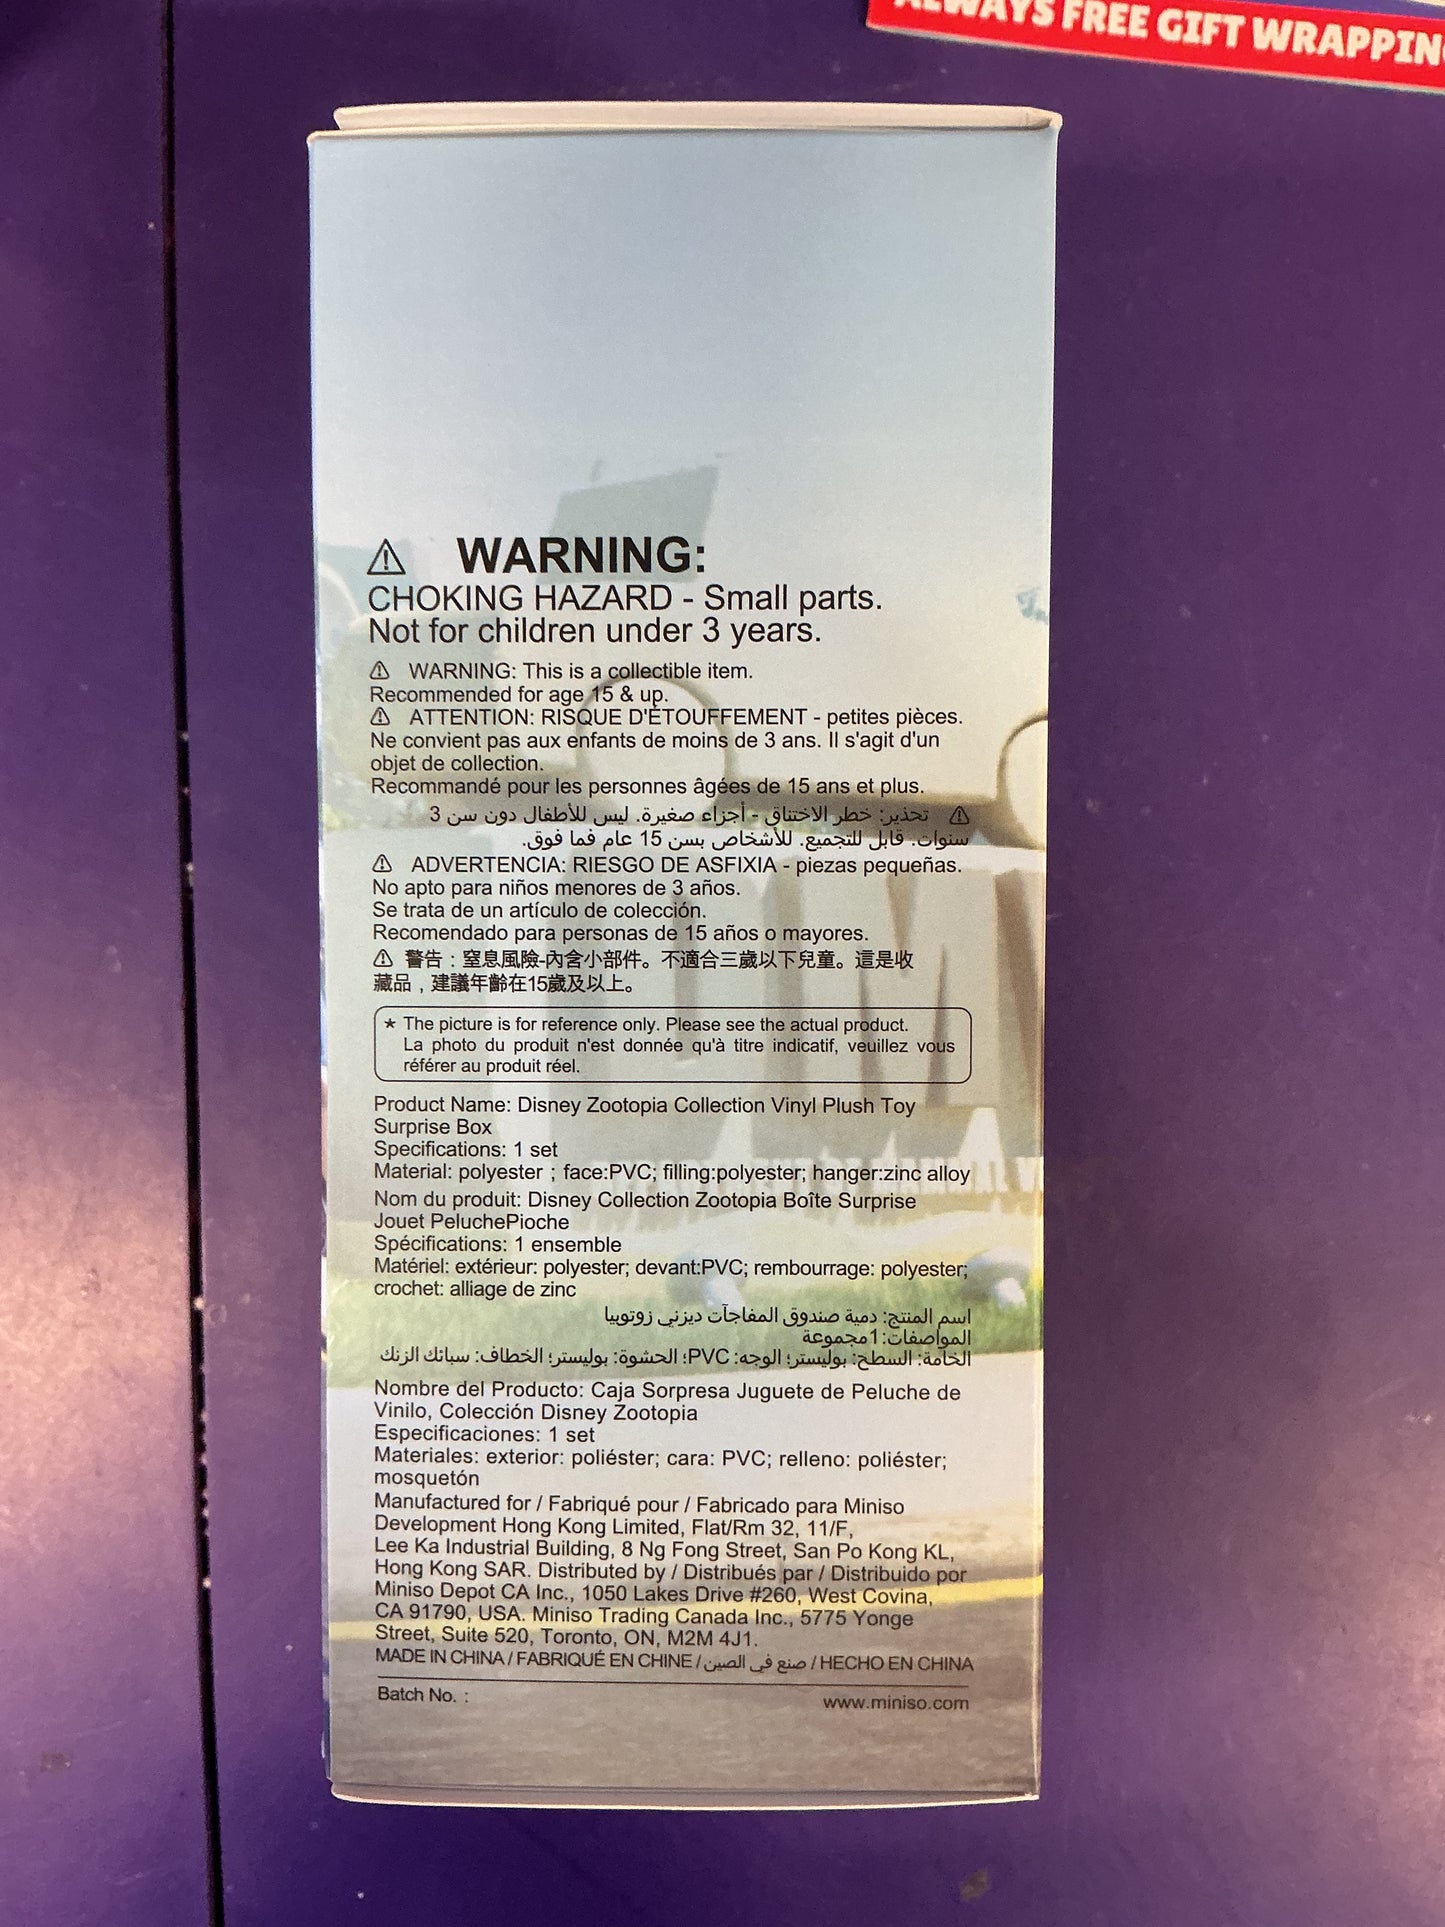 ALWAYS FREE GIFT WRAPPING
⚠ WARNING:
CHOKING HAZARD - Small parts.
Not for children under 3 years.
⚠ WARNING: This is a collectible item.
Recommended for age 15 & up.
⚠ ATTENTION: RISQUE D'ÉTOUFFEMENT - petites pièces.
Ne convient pas aux enfants de moins de 3 ans. Il s'agit d'un
objet de collection.
Recommandé pour les personnes âgées de 15 ans et plus.
⚠ تحذير: خطر الاختناق - أجزاء صغيرة. ليس للأطفال دون سن 3
سنوات. قابل للتجميع. للأشخاص بسن 15 عام فما فوق.
⚠ ADVERTENCIA: RIESGO DE ASFIXIA - piezas pequeñas.
No apto para niños menores de 3 años.
Se trata de un artículo de colección.
Recomendado para personas de 15 años o mayores.
⚠ 警告：窒息風險-內含小部件。不適合三歲以下兒童。這是收
藏品，建議年齡在15歲及以上。
★ The picture is for reference only. Please see the actual product.
La photo du produit n'est donnée qu'à titre indicatif, veuillez vous
référer au produit réel.
Product Name: Disney Zootopia Collection Vinyl Plush Toy
Surprise Box
Specifications: 1 set
Material: polyester ; face:PVC; filling:polyester; hanger:zinc alloy
Nom du produit: Disney Collection Zootopia Boîte Surprise
Jouet PeluchePioche
Spécifications: 1 ensemble
Matériel: extérieur: polyester; devant:PVC; rembourrage: polyester;
crochet: alliage de zinc
اسم المنتج: دمية صندوق المفاجآت ديزني زوتوبيا
المواصفات:1مجموعة
الخامة: السطح: بوليستر؛ الوجه: PVC؛ الحشوة: بوليستر؛ الخطاف: سبائك الزنك
Nombre del Producto: Caja Sorpresa Juguete de Peluche de
Vinilo, Colección Disney Zootopia
Especificaciones: 1 set
Materiales: exterior: poliéster; cara: PVC; relleno: poliéster;
mosquetón
Manufactured for / Fabriqué pour / Fabricado para Miniso
Development Hong Kong Limited, Flat/Rm 32, 11/F,
Lee Ka Industrial Building, 8 Ng Fong Street, San Po Kong KL,
Hong Kong SAR. Distributed by / Distribués par / Distribuido por
Miniso Depot CA Inc., 1050 Lakes Drive #260, West Covina,
CA 91790, USA. Miniso Trading Canada Inc., 5775 Yonge
Street, Suite 520, Toronto, ON, M2M 4J1.
MADE IN CHINA / FABRIQUÉ EN CHINE / صنع في الصين / HECHO EN CHINA
Batch No. :
www.miniso.com